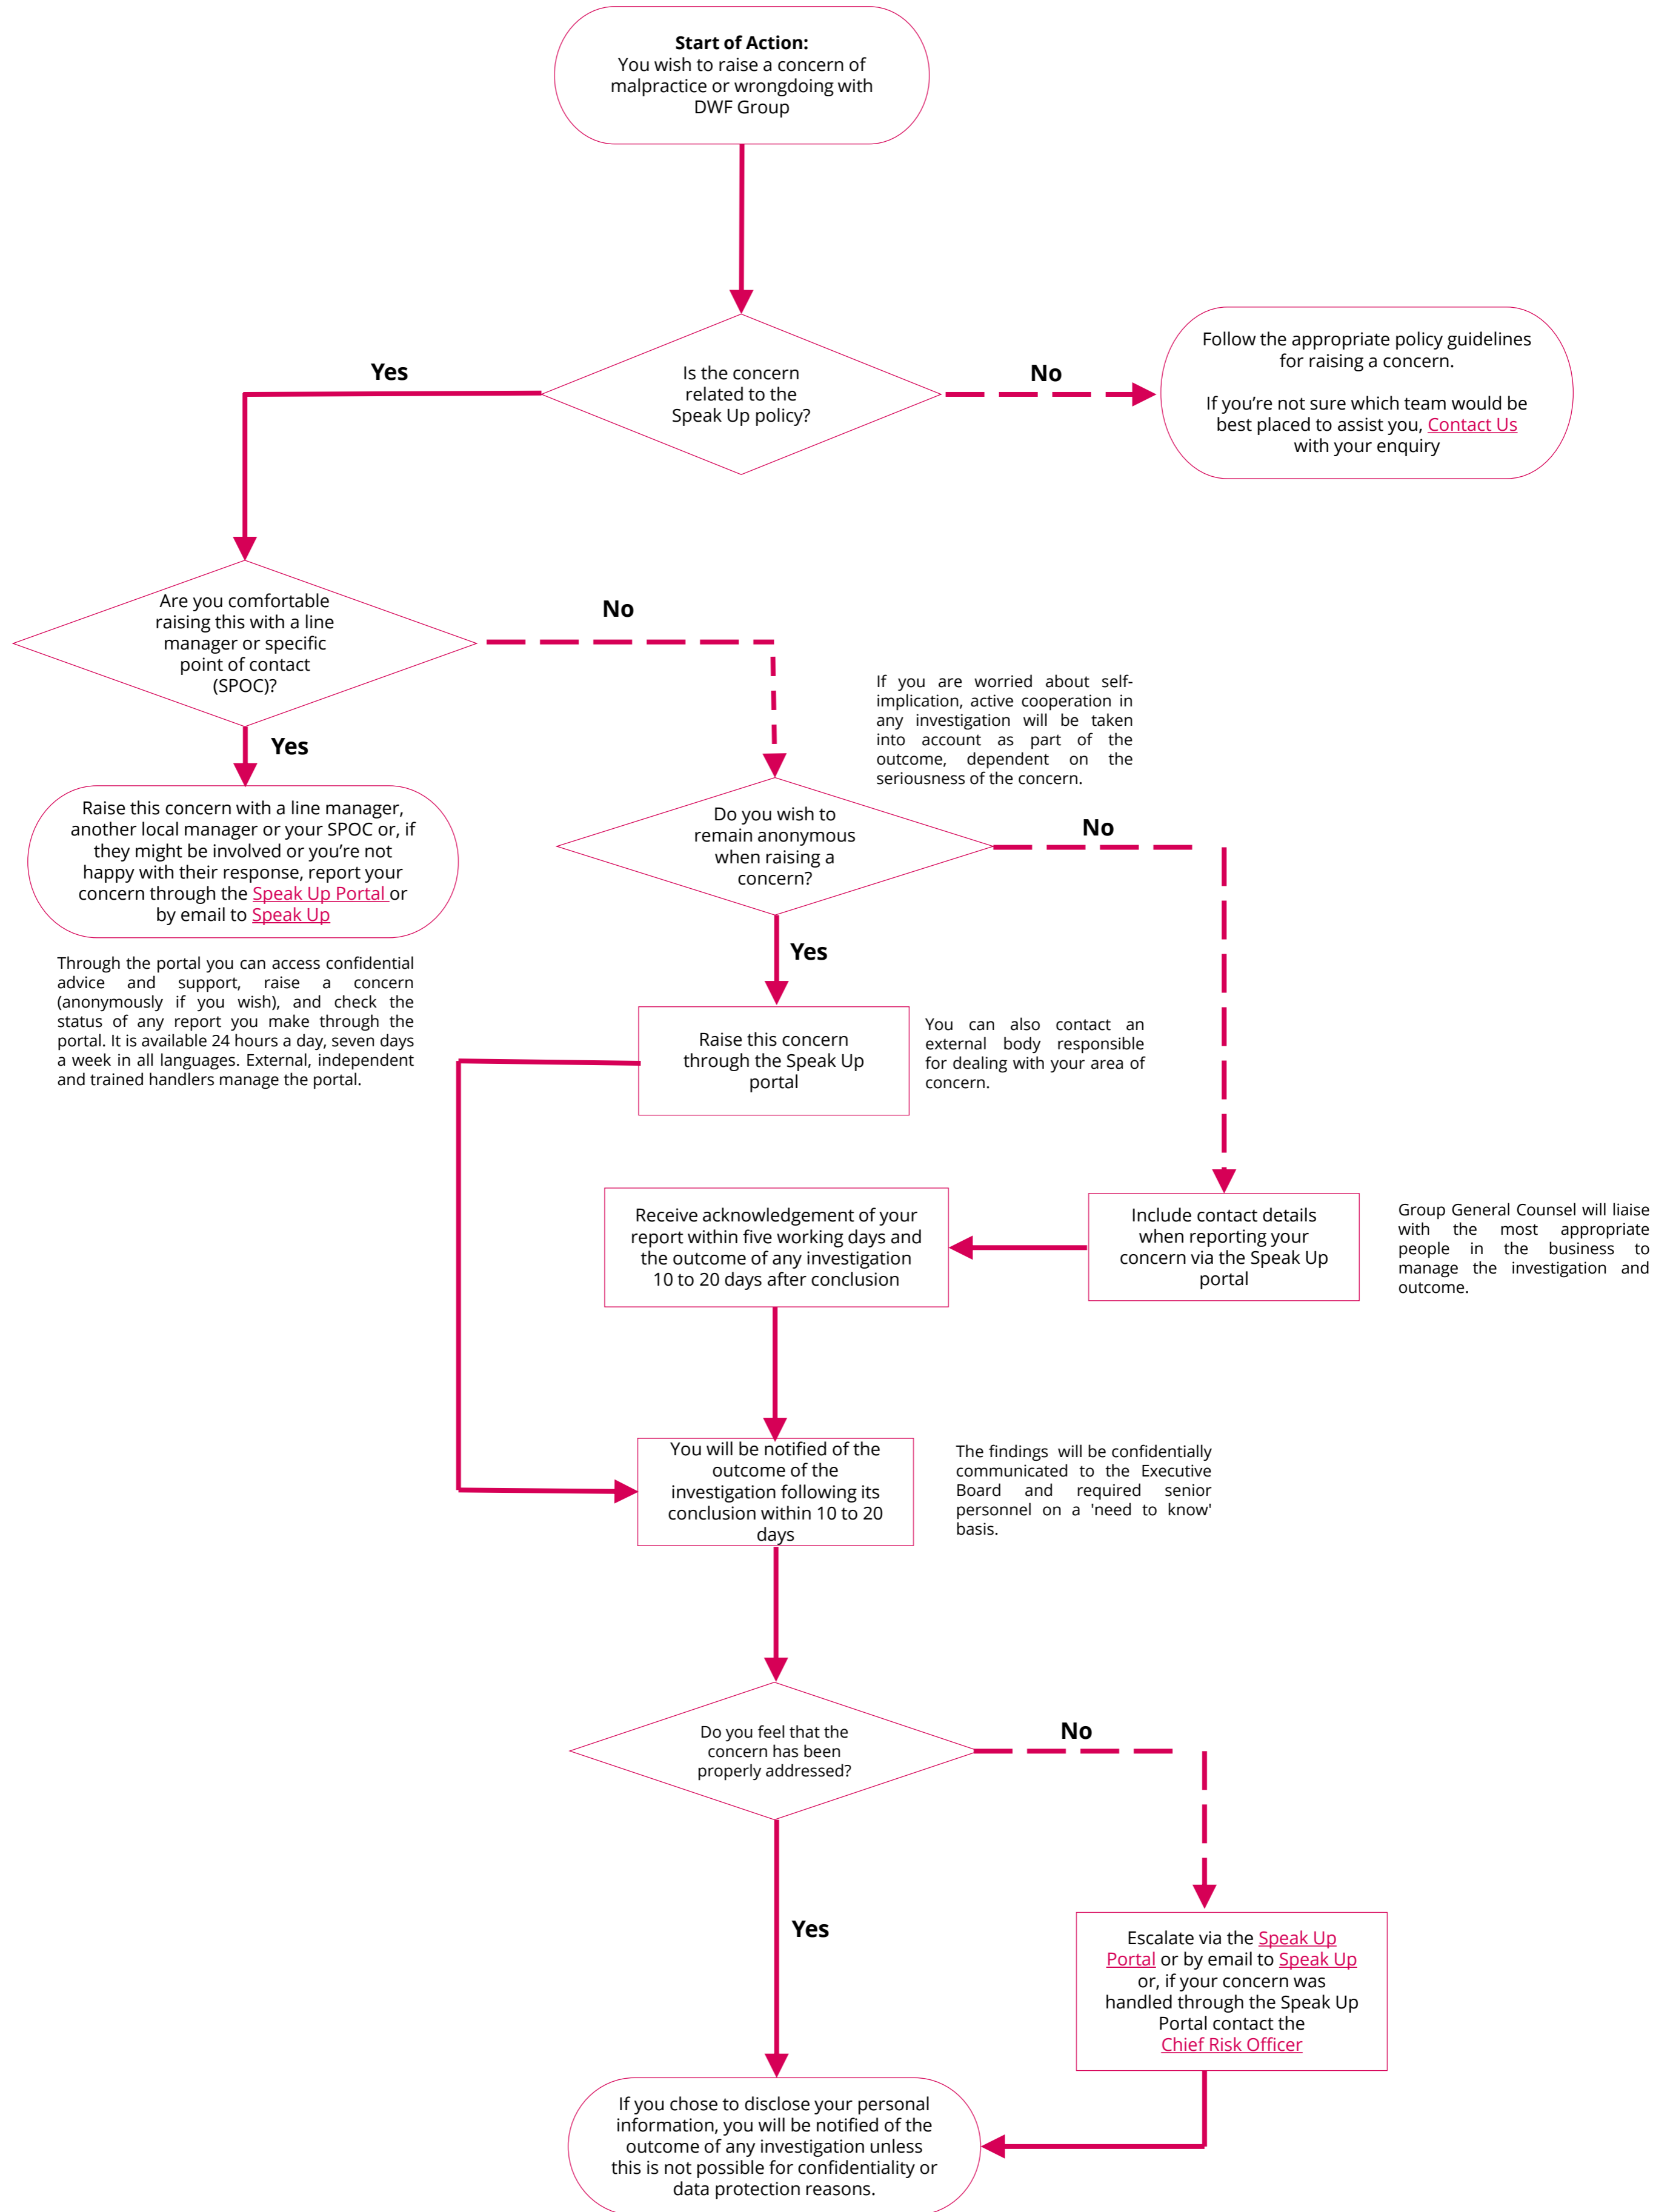 Start of Action:
You wish to raise a concern of
malpractice or wrongdoing with
DWF Group
Is the concern
related to the
Speak Up policy?
Yes
No
Follow the appropriate policy guidelines
for raising a concern.
If you’re not sure which team would be
best placed to assist you, Contact Us
with your enquiry
Are you comfortable
raising this with a line
manager or specific
point of contact
(SPOC)?
No
Yes
Raise this concern with a line manager,
another local manager or your SPOC or, if
they might be involved or you’re not
happy with their response, report your
concern through the Speak Up Portal or
by email to Speak Up
Through the portal you can access confidential
advice and support, raise a concern
(anonymously if you wish), and check the
status of any report you make through the
portal. It is available 24 hours a day, seven days
a week in all languages. External, independent
and trained handlers manage the portal.
If you are worried about self-
implication, active cooperation in
any investigation will be taken
into account as part of the
outcome, dependent on the
seriousness of the concern.
Do you wish to
remain anonymous
when raising a
concern?
No
Yes
Raise this concern
through the Speak Up
portal
You can also contact an
external body responsible
for dealing with your area of
concern.
Include contact details
when reporting your
concern via the Speak Up
portal
Group General Counsel will liaise
with the most appropriate
people in the business to
manage the investigation and
outcome.
Receive acknowledgement of your
report within five working days and
the outcome of any investigation
10 to 20 days after conclusion
You will be notified of the
outcome of the
investigation following its
conclusion within 10 to 20
days
The findings will be confidentially
communicated to the Executive
Board and required senior
personnel on a 'need to know'
basis.
Do you feel that the
concern has been
properly addressed?
No
Yes
Escalate via the Speak Up
Portal or by email to Speak Up
or, if your concern was
handled through the Speak Up
Portal contact the
Chief Risk Officer
If you chose to disclose your personal
information, you will be notified of the
outcome of any investigation unless
this is not possible for confidentiality or
data protection reasons.